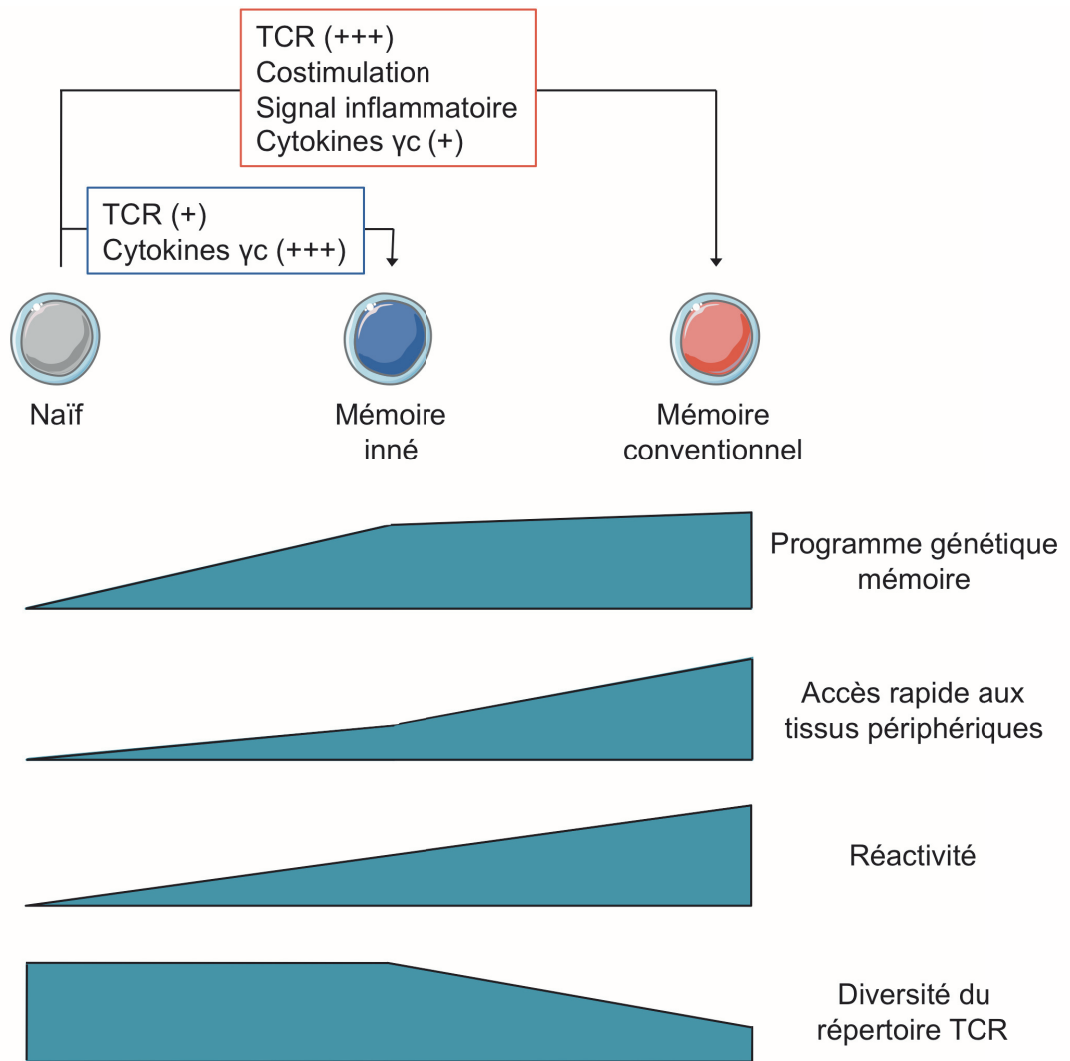 TCR (+++)
Costimulation
Signal inflammatoire
Cytokines γc (+)
TCR (+)
Cytokines γc (+++)
Naïf
Mémoire
inné
Mémoire
conventionnel
Programme génétique
mémoire
Accès rapide aux
tissus périphériques
Réactivité
Diversité du
répertoire TCR